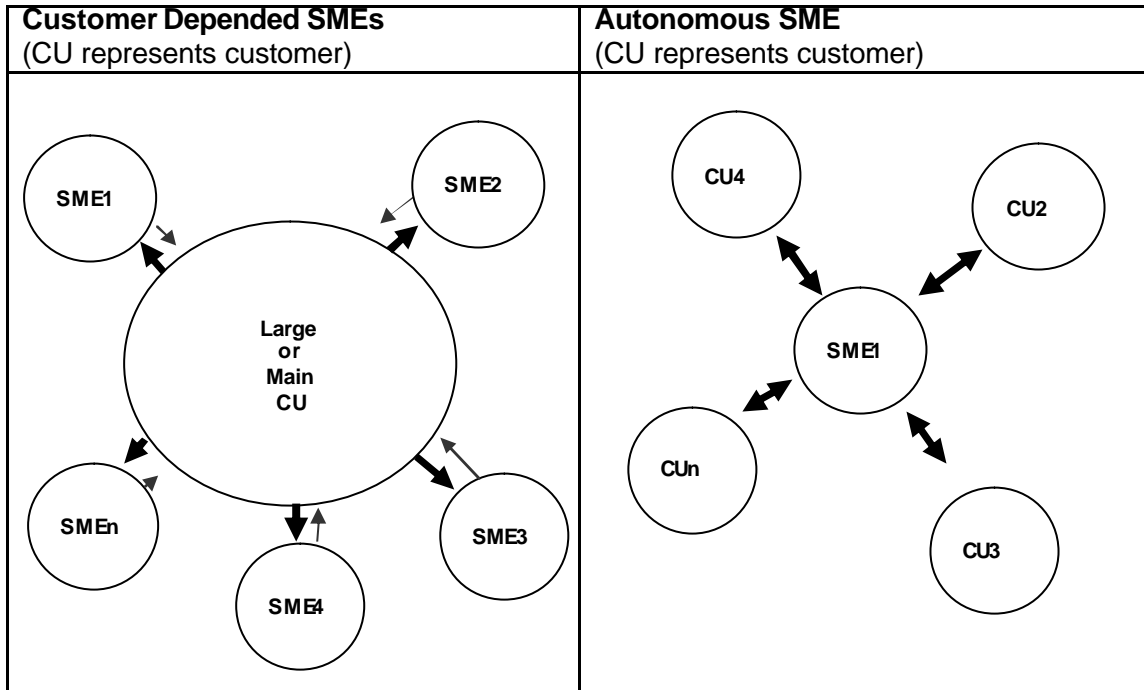 Customer Depended SMEs
(CU represents customer)
Autonomous SME
(CU represents customer)
SME1
SME2
Large
or
Main
CU
SMEn
SME3
SME4
CU4
CU2
SME1
CUn
CU3